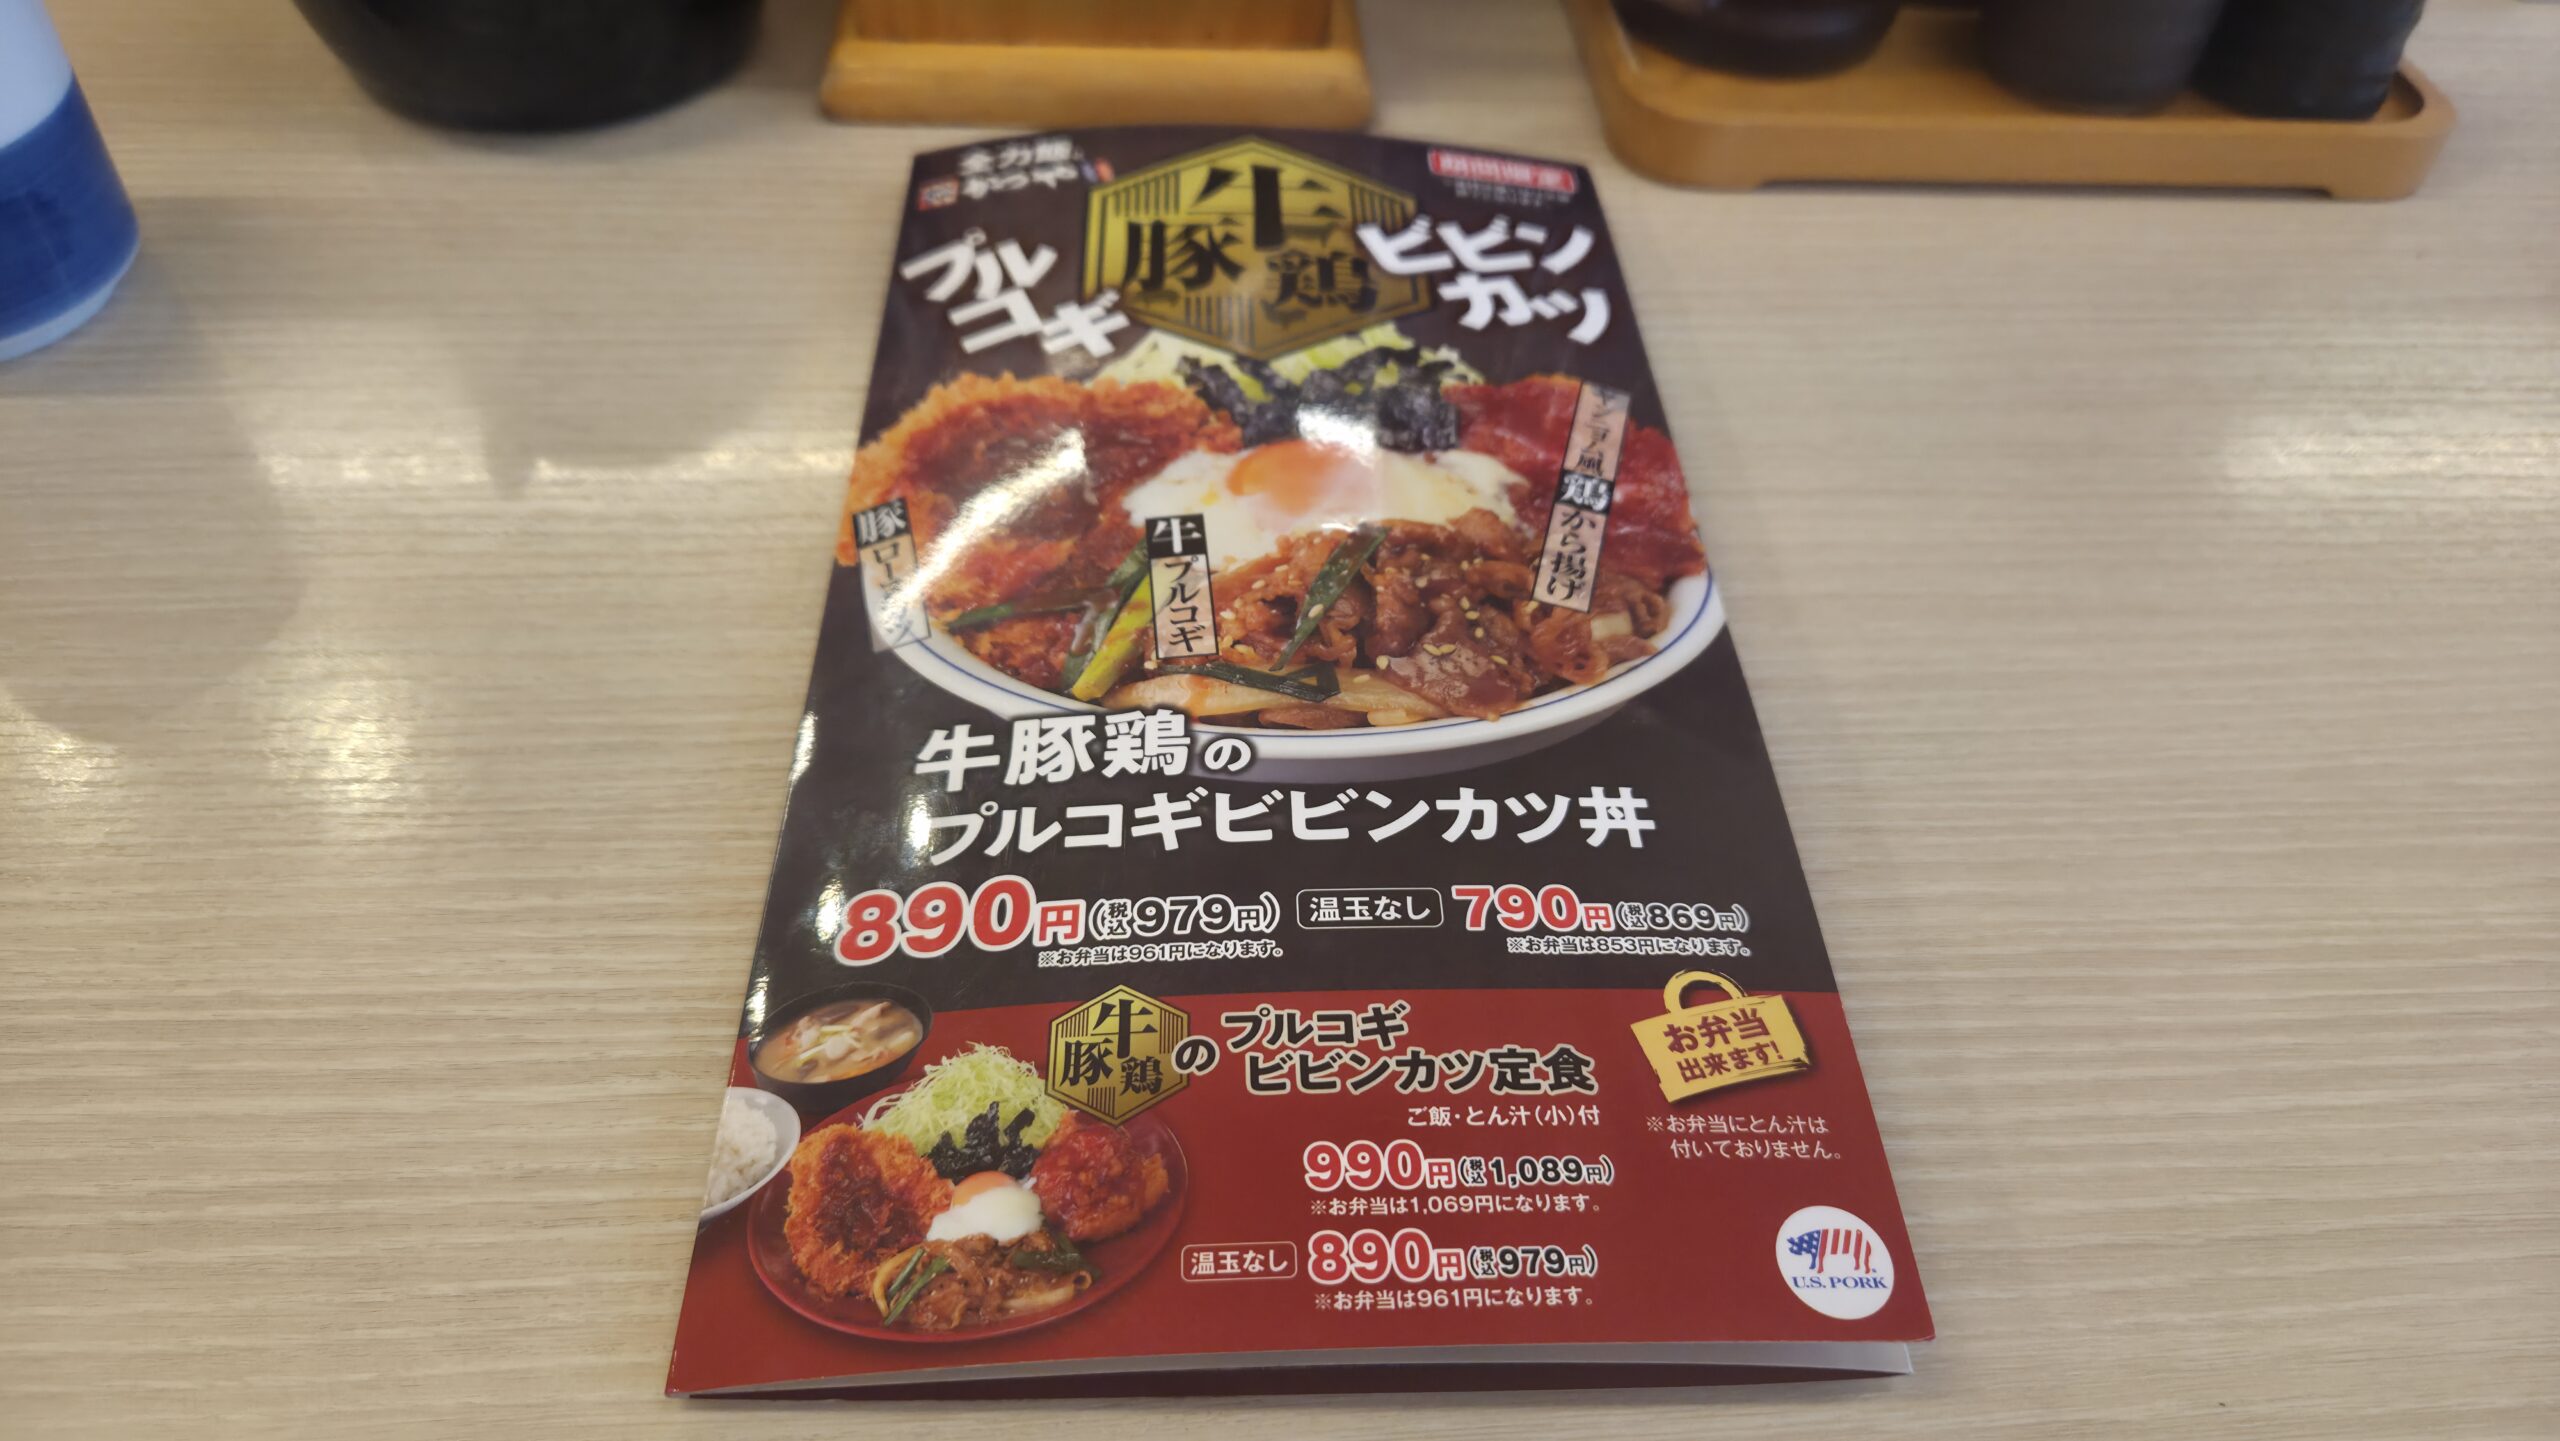 全力飯
かつや
期間限定
牛
豚 鶏
プル
コギ
ビビン
カツ
ヤンニョム風鶏から揚げ
牛プルコギ
豚ロースカツ
牛豚鶏の
プルコギビビンカツ丼
890円(税込979円) 温玉なし 790円(税込869円)
※お弁当は961円になります。 ※お弁当は853円になります。
牛
豚 鶏
の プルコギ
ビビンカツ定食
ご飯・とん汁(小)付
990円(税込1,089円)
※お弁当は1,069円になります。
温玉なし 890円(税込979円)
※お弁当は961円になります。
お弁当
出来ます!
※お弁当にとん汁は
付いておりません。
U.S. PORK